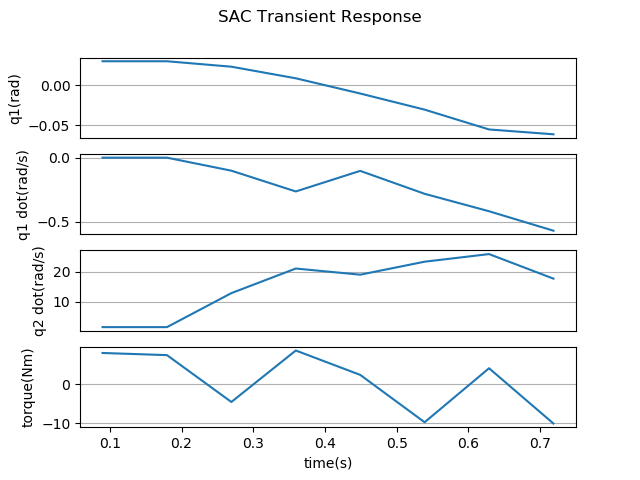 SAC Transient Response
q1(rad)
0.00
−0.05
q1 dot(rad/s)
0.0
−0.5
q2 dot(rad/s)
20
10
torque(Nm)
0
−10
0.1 0.2 0.3 0.4 0.5 0.6 0.7
time(s)